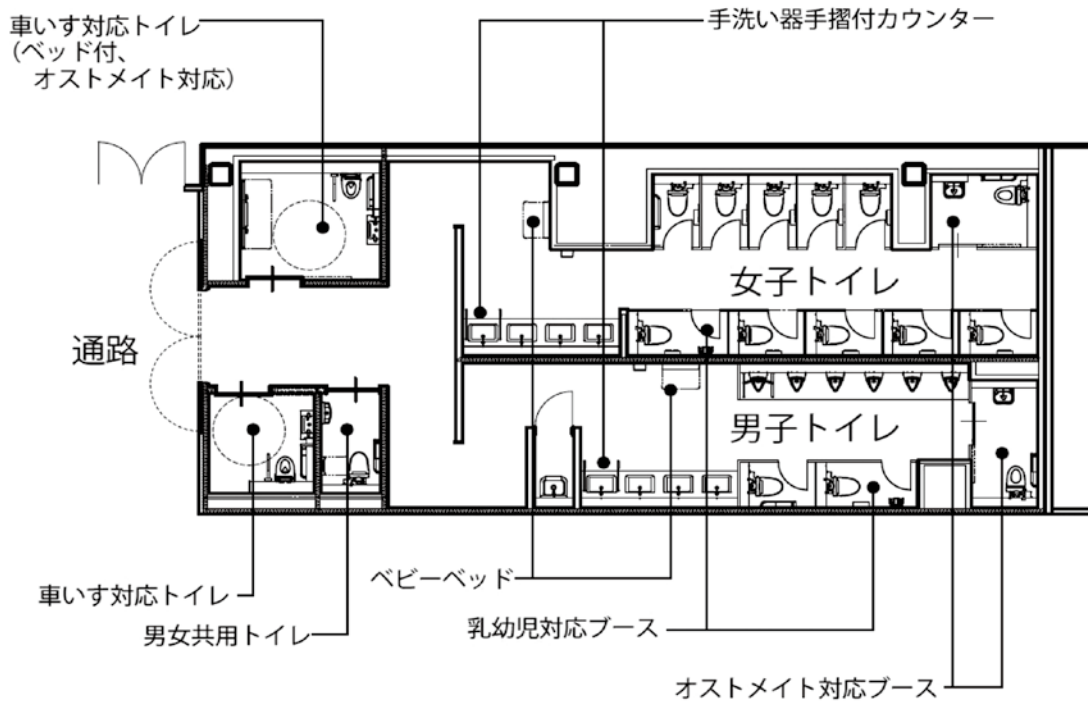 車いす対応トイレ
（ベッド付、
オストメイト対応）
手洗い器手摺付カウンター
女子トイレ
通路
男子トイレ
ベビーベッド
車いす対応トイレ
男女共用トイレ
乳幼児対応ブース
オストメイト対応ブース